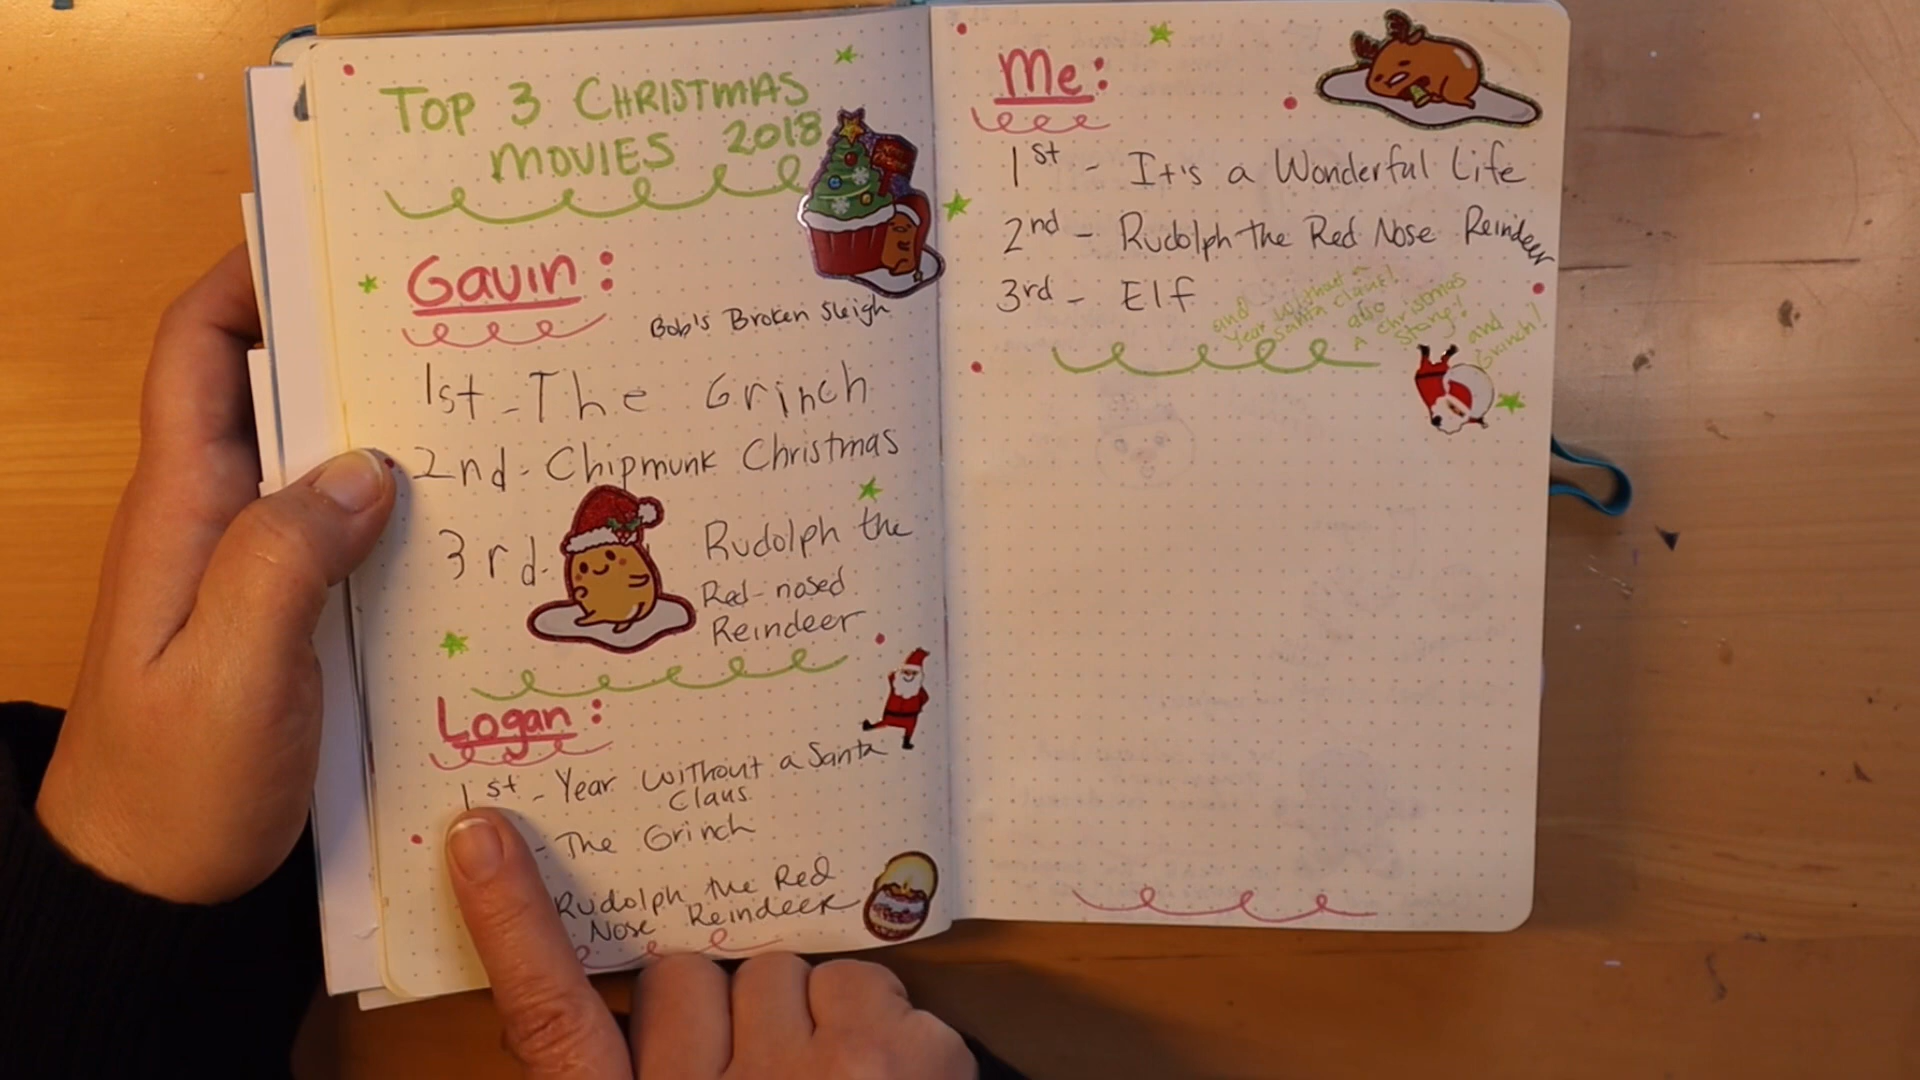 TOP 3 CHRISTMAS
MOVIES 2018
Gavin:
Bob's Broken Sleigh
1st - The Grinch
2nd - Chipmunk Christmas
3rd - Rudolph the
Red-nosed
Reindeer
Logan:
1st - Year Without a Santa
Claus
- The Grinch
Rudolph the Red
Nose Reindeer
Me:
1st - It's a Wonderful Life
2nd - Rudolph the Red Nose Reindeer
3rd - Elf
and
Year Without a
Santa Claus!
also
A Christmas
Story!
and
Grinch!